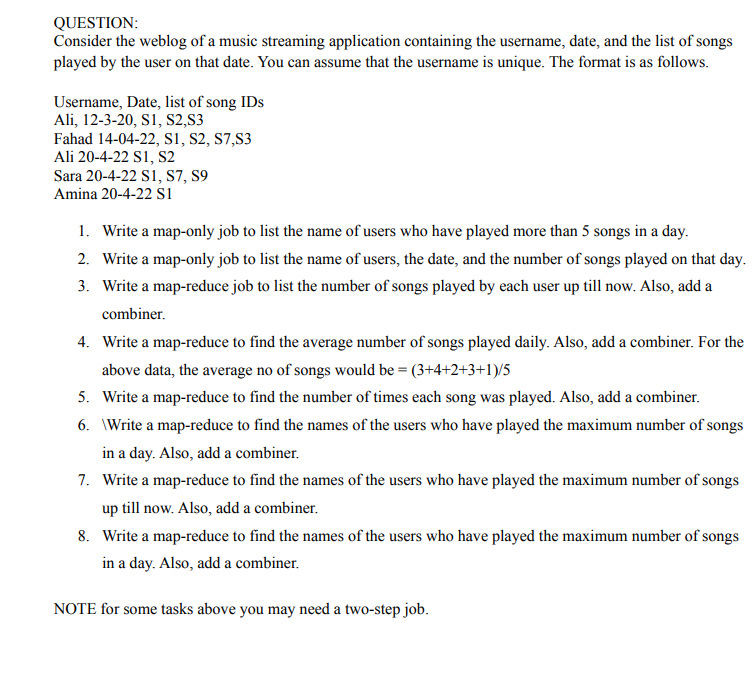 QUESTION:
Consider the weblog of a music streaming application containing the username, date, and the list of songs
played by the user on that date. You can assume that the username is unique. The format is as follows.
Username, Date, list of song IDs
Ali, 12-3-20, S1, S2,S3
Fahad 14-04-22, S1, S2, S7,S3
Ali 20-4-22 S1, S2
Sara 20-4-22 S1, S7, S9
Amina 20-4-22 S1
1. Write a map-only job to list the name of users who have played more than 5 songs in a day.
2. Write a map-only job to list the name of users, the date, and the number of songs played on that day.
3. Write a map-reduce job to list the number of songs played by each user up till now. Also, add a
combiner.
4. Write a map-reduce to find the average number of songs played daily. Also, add a combiner. For the
above data, the average no of songs would be = (3+4+2+3+1)/5
5. Write a map-reduce to find the number of times each song was played. Also, add a combiner.
6. \Write a map-reduce to find the names of the users who have played the maximum number of songs
in a day. Also, add a combiner.
7. Write a map-reduce to find the names of the users who have played the maximum number of songs
up till now. Also, add a combiner.
8. Write a map-reduce to find the names of the users who have played the maximum number of songs
in a day. Also, add a combiner.
NOTE for some tasks above you may need a two-step job.